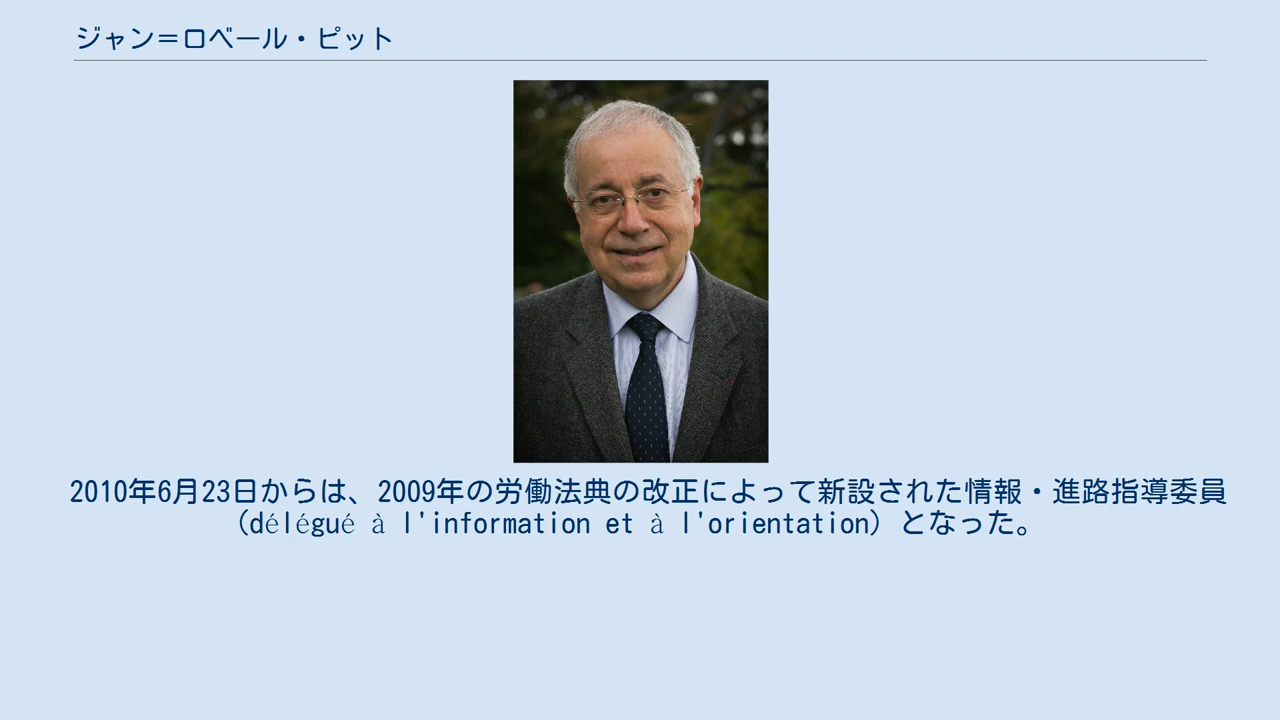 ジャン＝ロベール・ピット
2010年6月23日からは、2009年の労働法典の改正によって新設された情報・進路指導委員
（délégué à l'information et à l'orientation）となった。